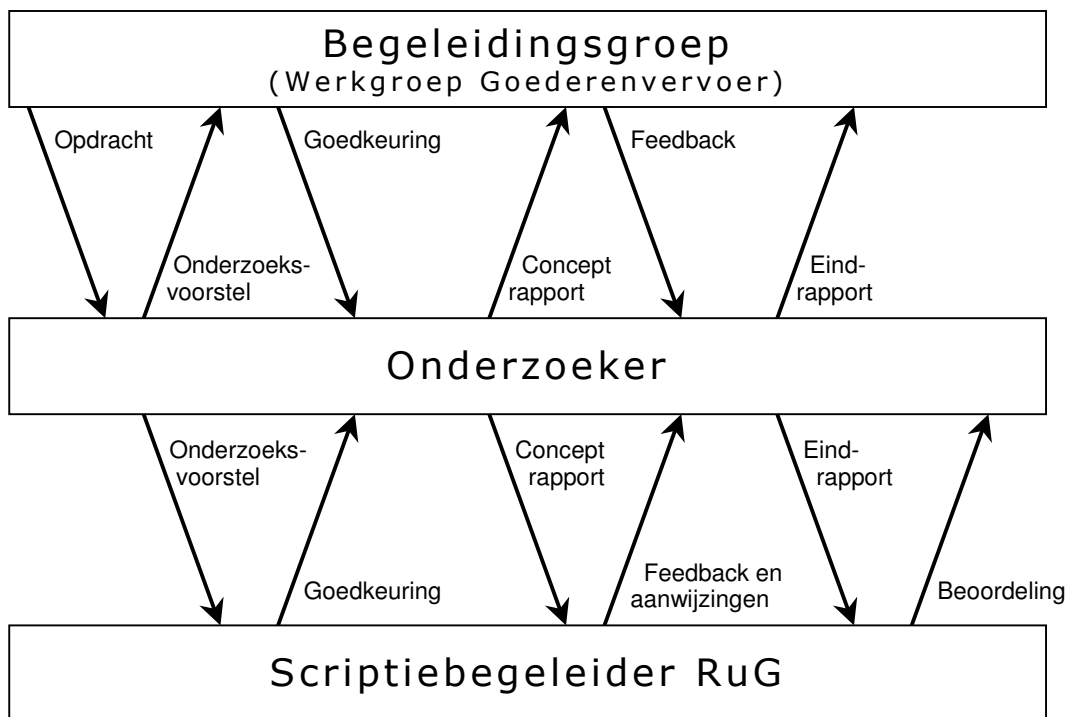 Begeleidingsgroep
(Werkgroep Goederenvervoer)
Opdracht
Goedkeuring
Feedback
Onderzoeks-
voorstel
Concept
rapport
Eind-
rapport
Onderzoeker
Onderzoeks-
voorstel
Concept
rapport
Eind-
rapport
Goedkeuring
Feedback en
aanwijzingen
Beoordeling
Scriptiebegeleider RuG